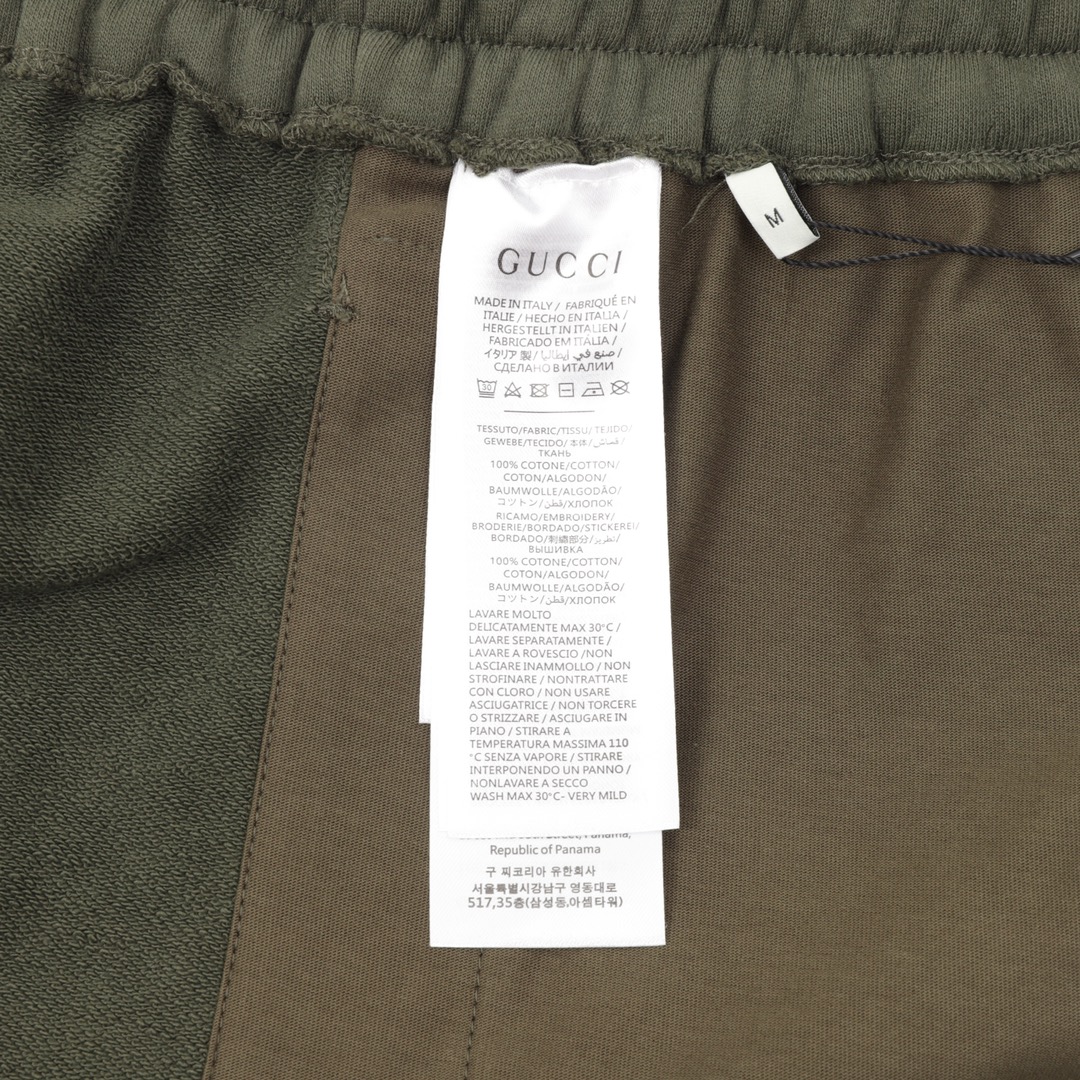 GUCCI
MADE IN ITALY / FABRIQUÉ EN
ITALIE / HECHO EN ITALIA /
HERGESTELLT IN ITALIEN /
FABRICADO EM ITALIA /
イタリア 製 / صنع في إيطاليا /
СДЕЛАНО В ИТАЛИИ
30
TESSUTO/FABRIC/TISSU/TEJIDO/
GEWEBE/TECIDO/本体/قماش/
ТКАНЬ
100% COTONE/COTTON/
COTON/ALGODON/
BAUMWOLLE/ALGODÃO/
コットン/قطن/ХЛОПОК
RICAMO/EMBROIDERY/
BRODERIE/BORDADO/STICKEREI/
BORDADO/刺繡部分/تطريز/
ВЫШИВКА
100% COTONE/COTTON/
COTON/ALGODON/
BAUMWOLLE/ALGODÃO/
コットン/قطن/ХЛОПОК
LAVARE MOLTO
DELICATAMENTE MAX 30°C /
LAVARE SEPARATAMENTE /
LAVARE A ROVESCIO /NON
LASCIARE INAMMOLLO / NON
STROFINARE / NONTRATTARE
CON CLORO / NON USARE
ASCIUGATRICE / NON TORCERE
O STRIZZARE / ASCIUGARE IN
PIANO / STIRARE A
TEMPERATURA MASSIMA 110
°C SENZA VAPORE / STIRARE
INTERPONENDO UN PANNO /
NONLAVARE A SECCO
WASH MAX 30°C- VERY MILD
Street, Panama,
Republic of Panama
구 찌코리아 유한회사
서울특별시강남구 영동대로
517,35층(삼성동,아셈타워)
M